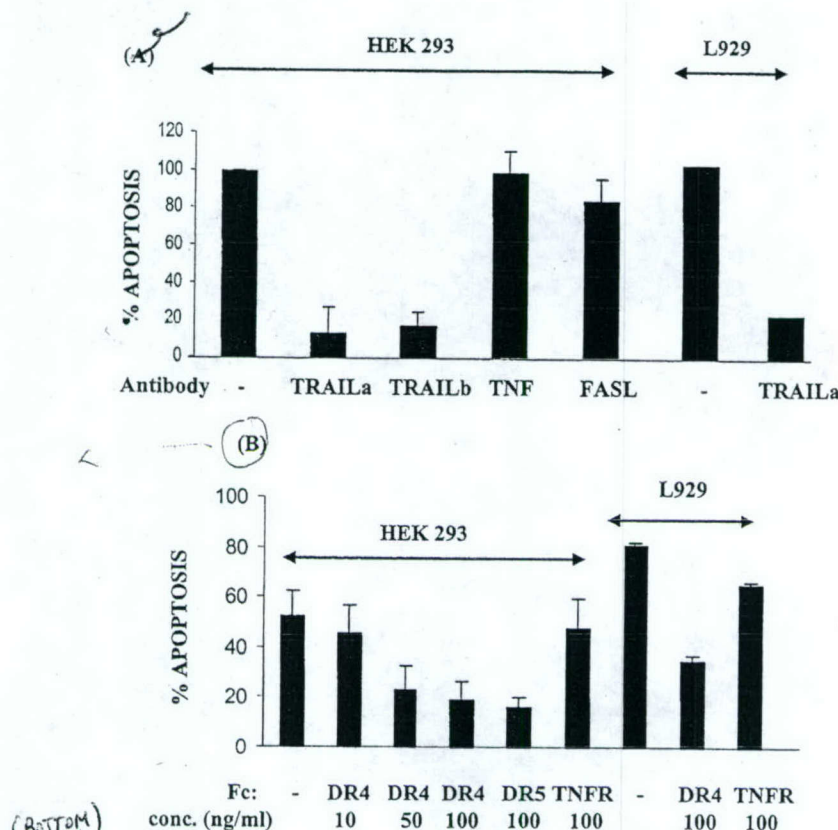 (A)
HEK 293
L929
% APOPTOSIS
120
100
80
60
40
20
0
Antibody - TRAILa TRAILb TNF FASL - TRAILa
(B)
L929
HEK 293
% APOPTOSIS
100
80
60
40
20
0
Fc: - DR4 DR4 DR4 DR5 TNFR - DR4 TNFR
(BOTTOM) conc. (ng/ml) 10 50 100 100 100 100 100